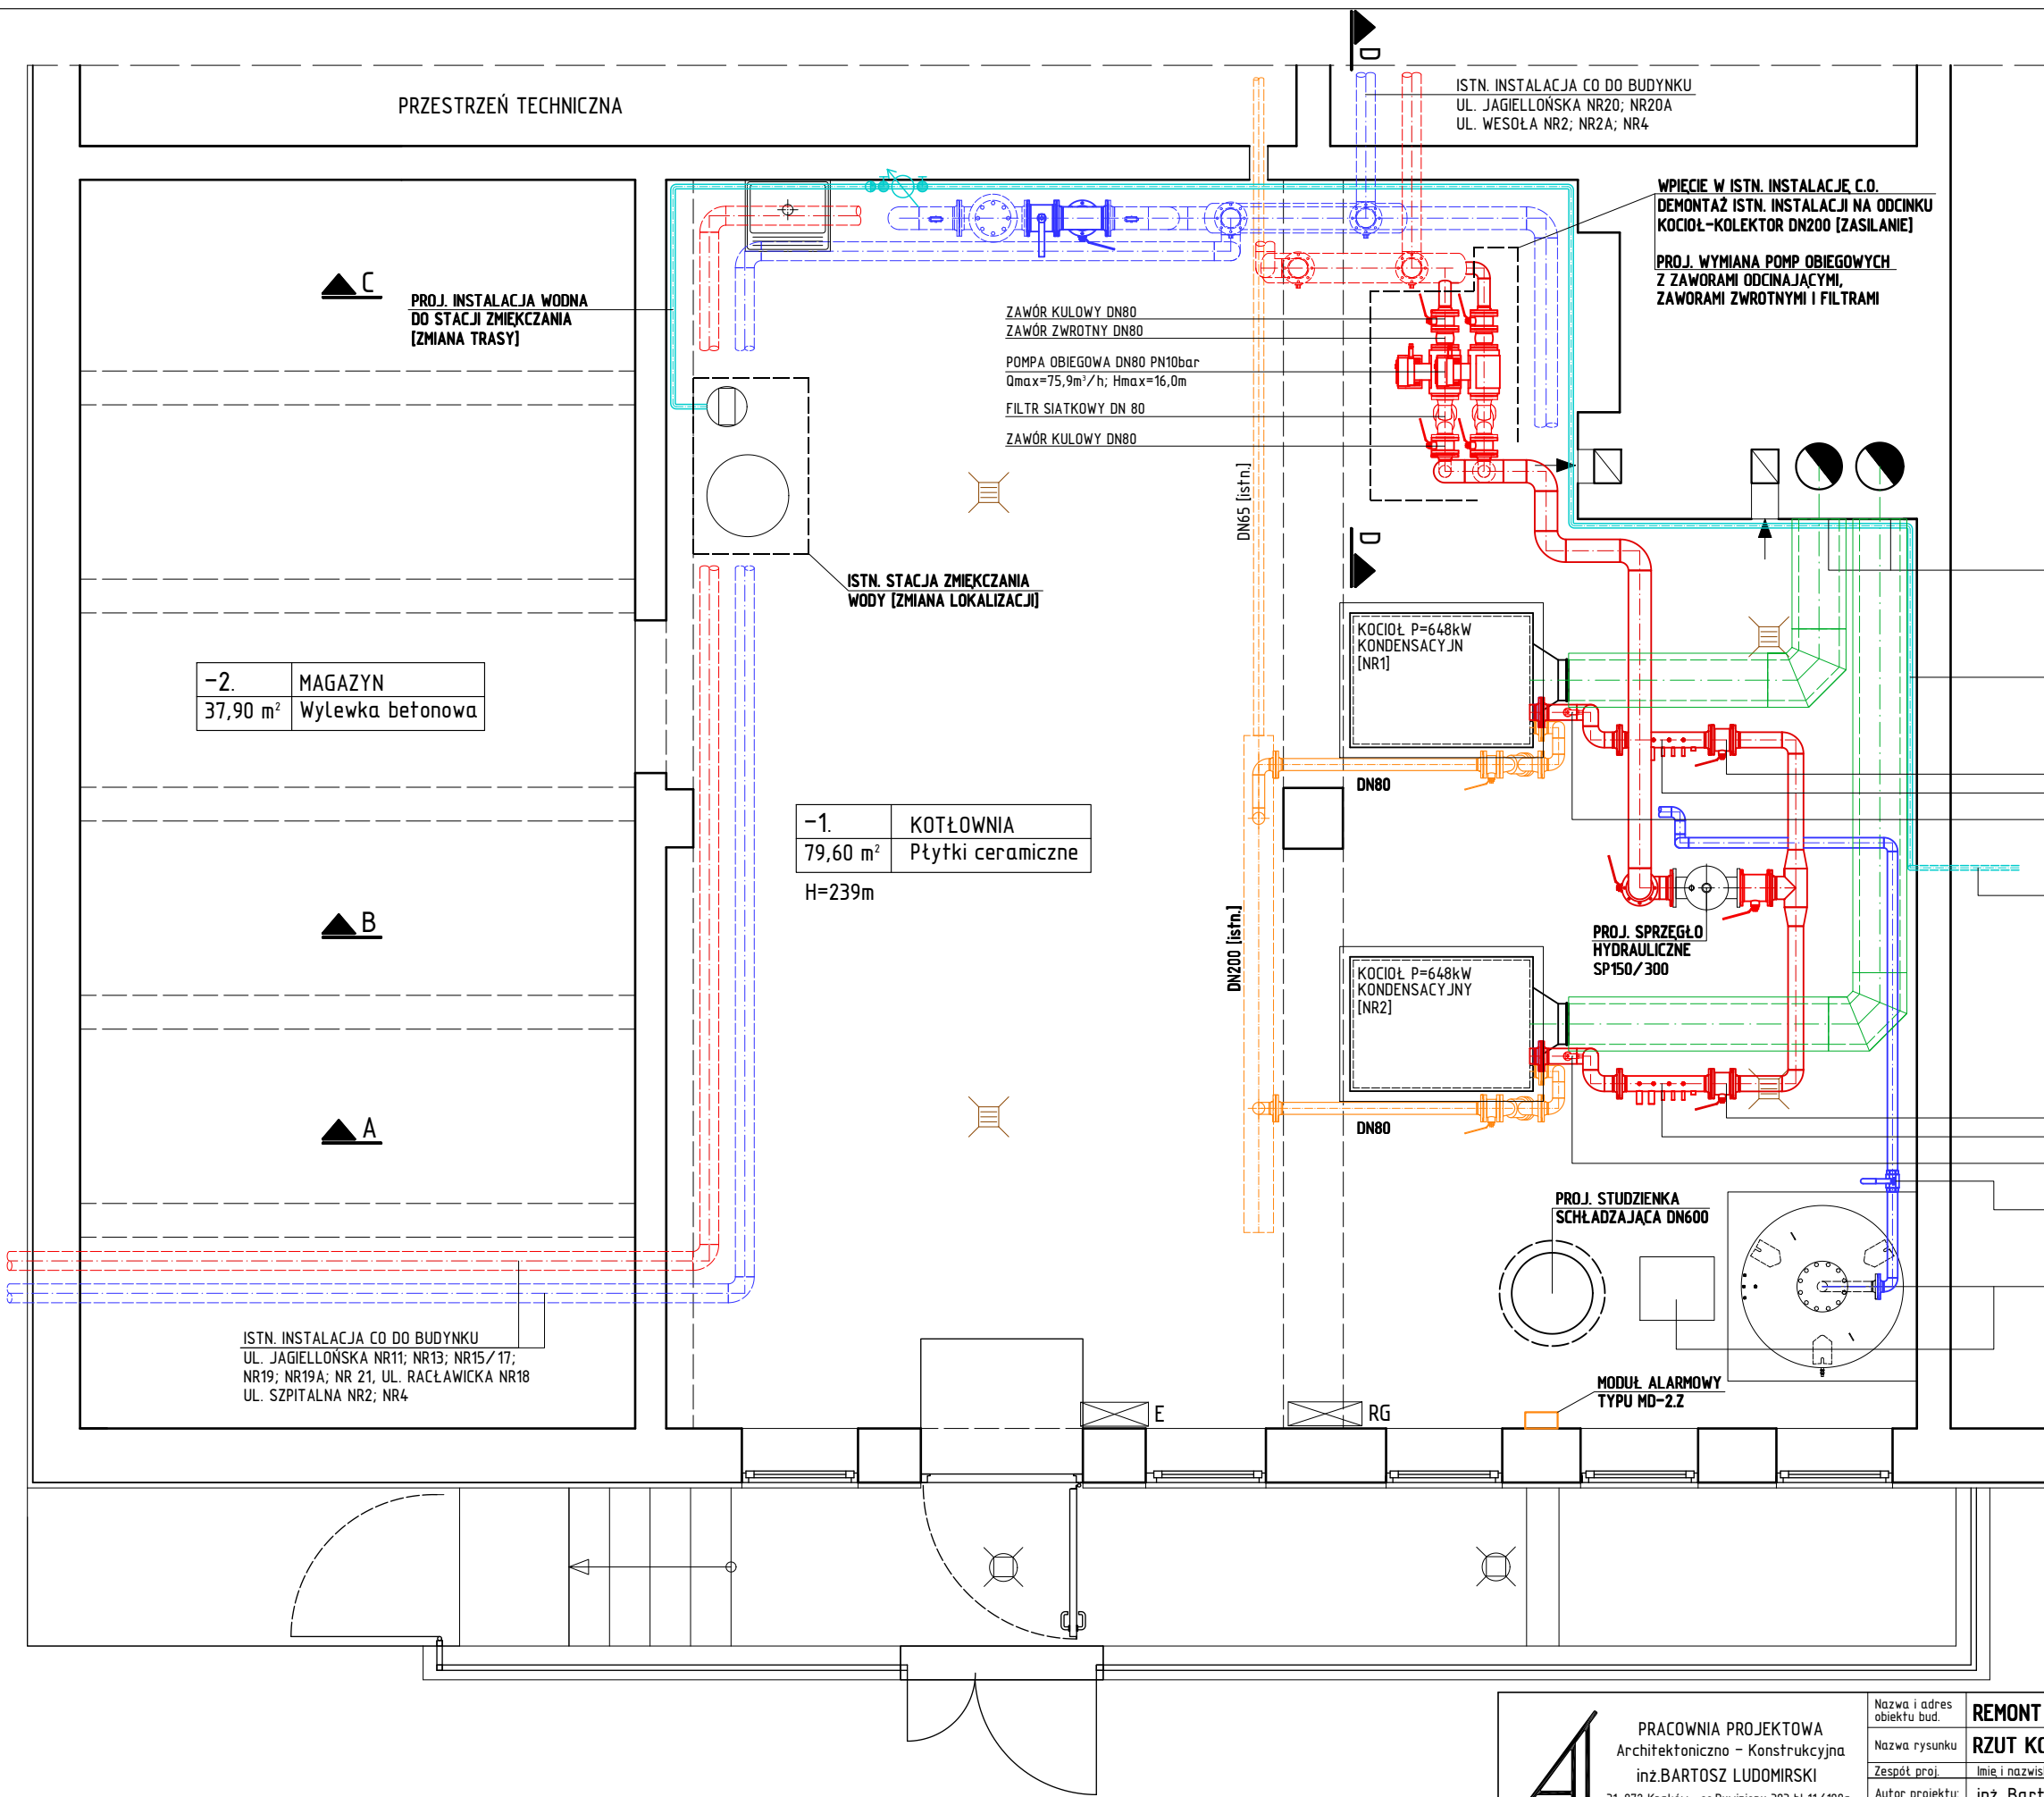 D
PRZESTRZEŃ TECHNICZNA
ISTN. INSTALACJA CO DO BUDYNKU
UL. JAGIELLOŃSKA NR20; NR20A
UL. WESOŁA NR2; NR2A; NR4
WPIĘCIE W ISTN. INSTALACJĘ C.O.
DEMONTAŻ ISTN. INSTALACJI NA ODCINKU
KOCIOŁ-KOLEKTOR DN200 [ZASILANIE]
PROJ. WYMIANA POMP OBIEGOWYCH
Z ZAWORAMI ODCINAJĄCYMI,
ZAWORAMI ZWROTNYMI I FILTRAMI
C
PROJ. INSTALACJA WODNA
DO STACJI ZMIĘKCZANIA
[ZMIANA TRASY]
ZAWÓR KULOWY DN80
ZAWÓR ZWROTNY DN80
POMPA OBIEGOWA DN80 PN10bar
Qmax=75,9m³/h; Hmax=16,0m
FILTR SIATKOWY DN 80
ZAWÓR KULOWY DN80
DN65 [istn.]
D
ISTN. STACJA ZMIĘKCZANIA
WODY [ZMIANA LOKALIZACJI]
KOCIOŁ P=648kW
KONDENSACYJN
[NR1]
-2. MAGAZYN
37,90 m² Wylewka betonowa
DN80
-1. KOTŁOWNIA
79,60 m² Płytki ceramiczne
H=239m
B
DN200 [istn.]
PROJ. SPRZĘGŁO
HYDRAULICZNE
SP150/300
KOCIOŁ P=648kW
KONDENSACYJNY
[NR2]
A
DN80
PROJ. STUDZIENKA
SCHŁADZAJĄCA DN600
ISTN. INSTALACJA CO DO BUDYNKU
UL. JAGIELLOŃSKA NR11; NR13; NR15/17;
NR19; NR19A; NR 21, UL. RACŁAWICKA NR18
UL. SZPITALNA NR2; NR4
MODUŁ ALARMOWY
TYPU MD-2.Z
E
RG
PRACOWNIA PROJEKTOWA
Architektoniczno - Konstrukcyjna
inż.BARTOSZ LUDOMIRSKI
Nazwa i adres
obiektu bud.
REMONT
Nazwa rysunku
RZUT
Zespół proj.
Imię i
Autor projektu:
inż.